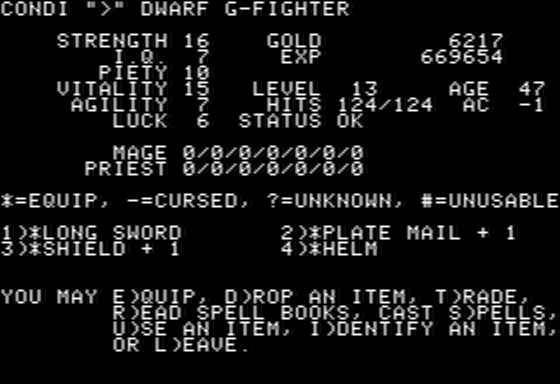 CONDI ">" DWARF G-FIGHTER
STRENGTH 16 GOLD 6217
I.Q. 7 EXP 669654
PIETY 10
VITALITY 15 LEVEL 13 AGE 47
AGILITY 7 HITS 124/124 AC -1
LUCK 6 STATUS OK
MAGE 0/0/0/0/0/0/0
PRIEST 0/0/0/0/0/0/0
*=EQUIP, -=CURSED, ?=UNKNOWN, #=UNUSABLE
1)*LONG SWORD 2)*PLATE MAIL + 1
3)*SHIELD + 1 4)*HELM
YOU MAY E)QUIP, D)ROP AN ITEM, T)RADE,
R)EAD SPELL BOOKS, CAST S)PELLS,
U)SE AN ITEM, I)DENTIFY AN ITEM,
OR L)EAVE.